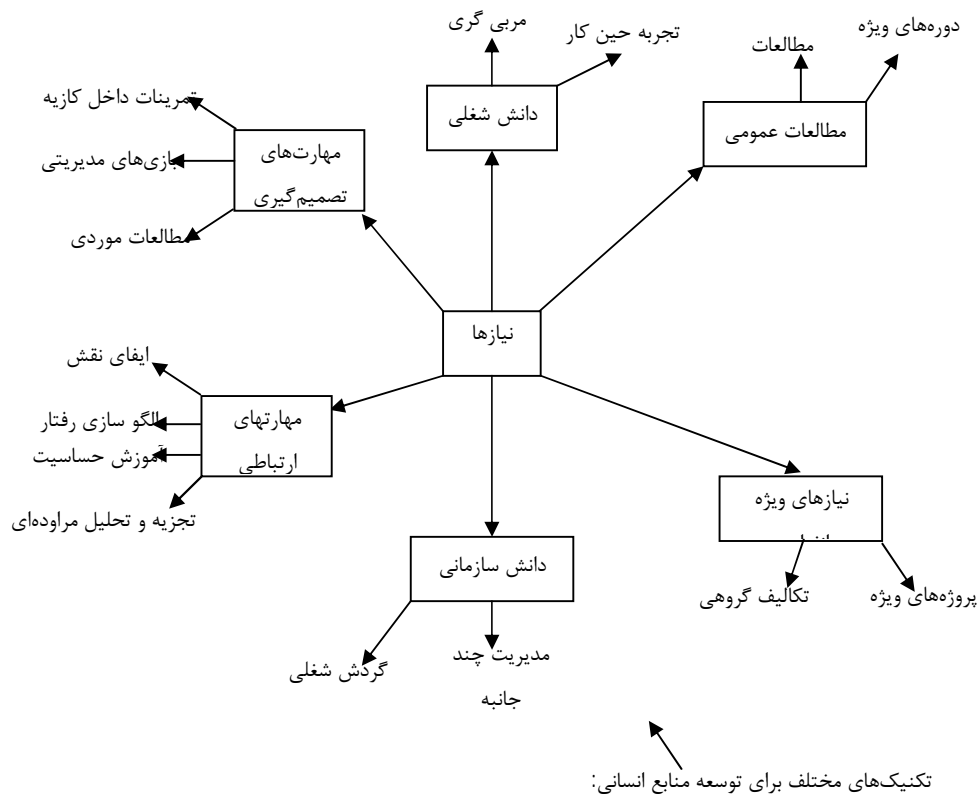 دوره‌های ویژه
مطالعات
مطالعات عمومی
تجربه حین کار
مربی گری
دانش شغلی
تمرینات داخل کازیه
بازی‌های مدیریتی
مطالعات موردی
مهارت‌های
تصمیم‌گیری
نیازها
ایفای نقش
الگو سازی رفتار
آموزش حساسیت
تجزیه و تحلیل مراوده‌ای
مهارتهای
ارتباطی
نیازهای ویژه
پروژه‌های ویژه
تکالیف گروهی
دانش سازمانی
مدیریت چند
جانبه
گردش شغلی
تکنیک‌های مختلف برای توسعه منابع انسانی: